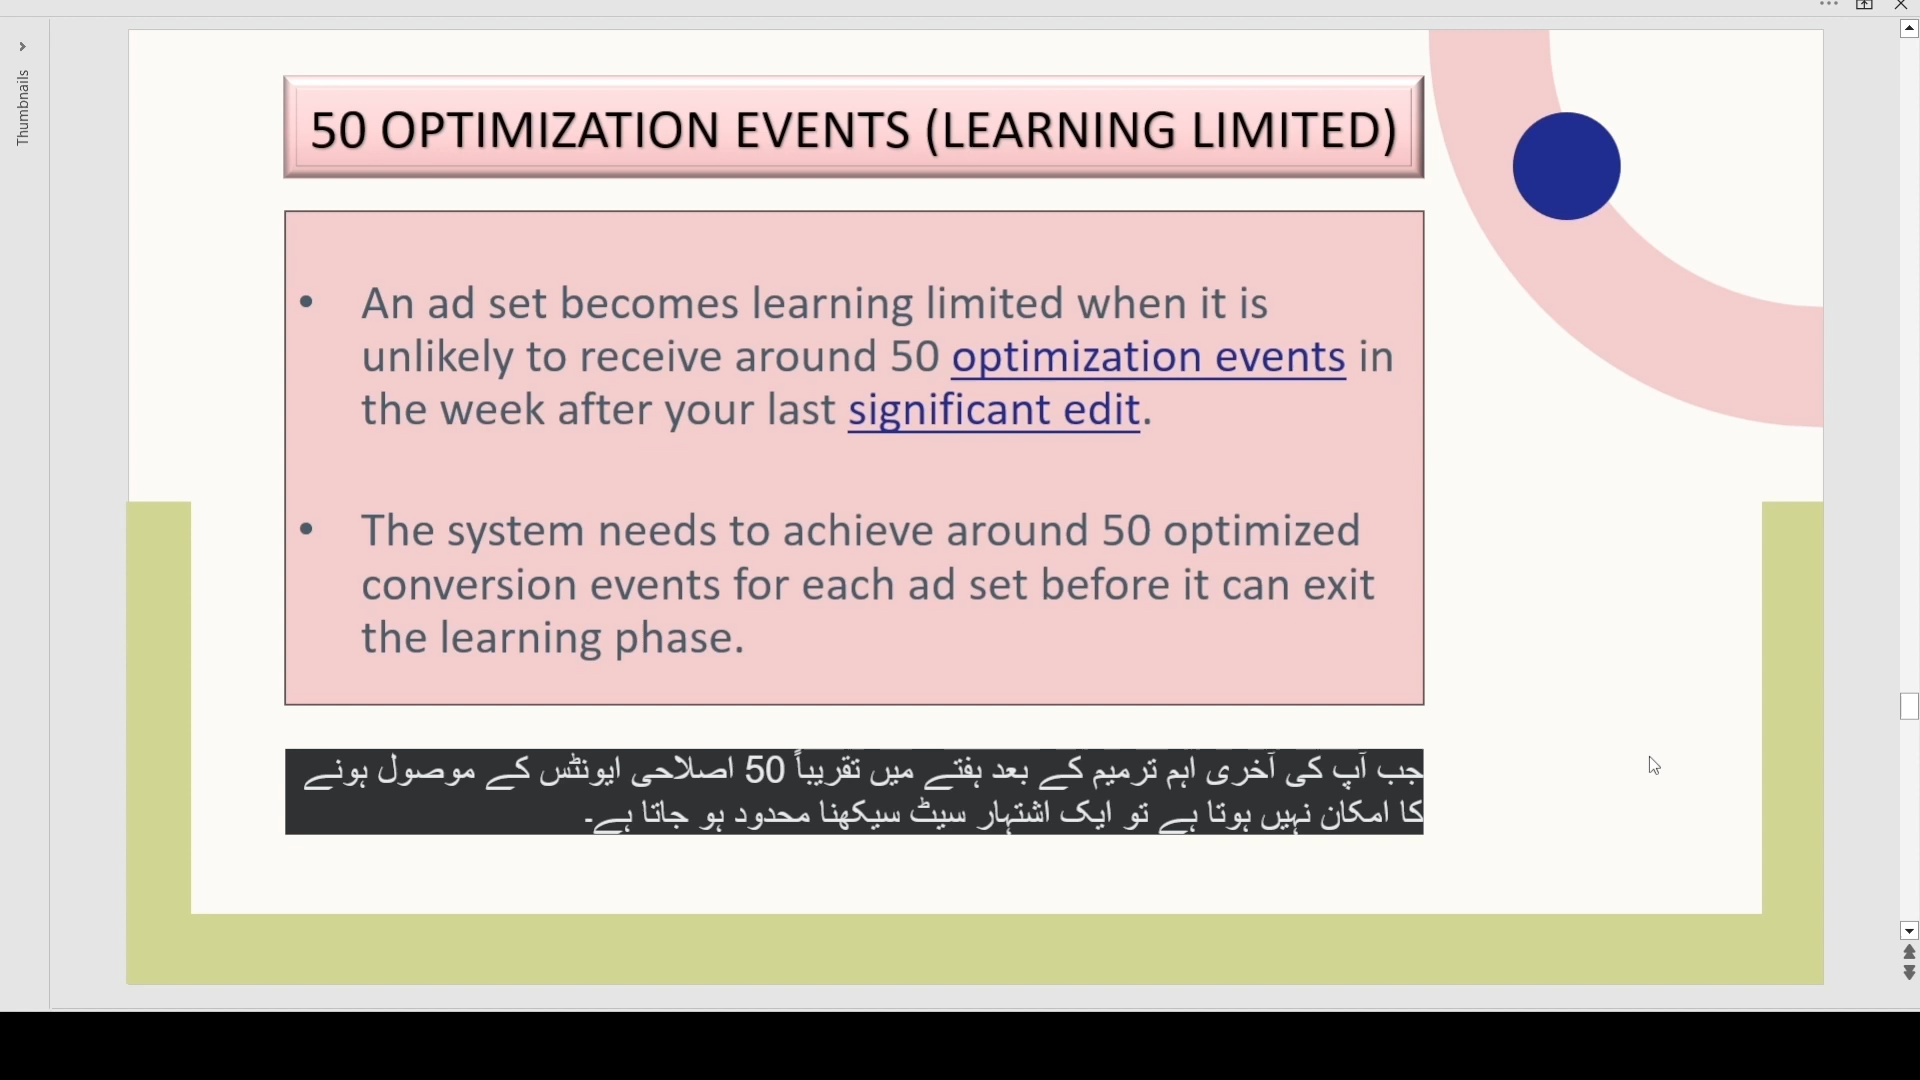 Thumbnails
50 OPTIMIZATION EVENTS (LEARNING LIMITED)
• An ad set becomes learning limited when it is
unlikely to receive around 50 optimization events in
the week after your last significant edit.
• The system needs to achieve around 50 optimized
conversion events for each ad set before it can exit
the learning phase.
جب آپ کی آخری اہم ترمیم کے بعد ہفتے میں تقریباً 50 اصلاحی ایونٹس کے موصول ہونے
کا امکان نہیں ہوتا ہے تو ایک اشتہار سیٹ سیکھنا محدود ہو جاتا ہے۔